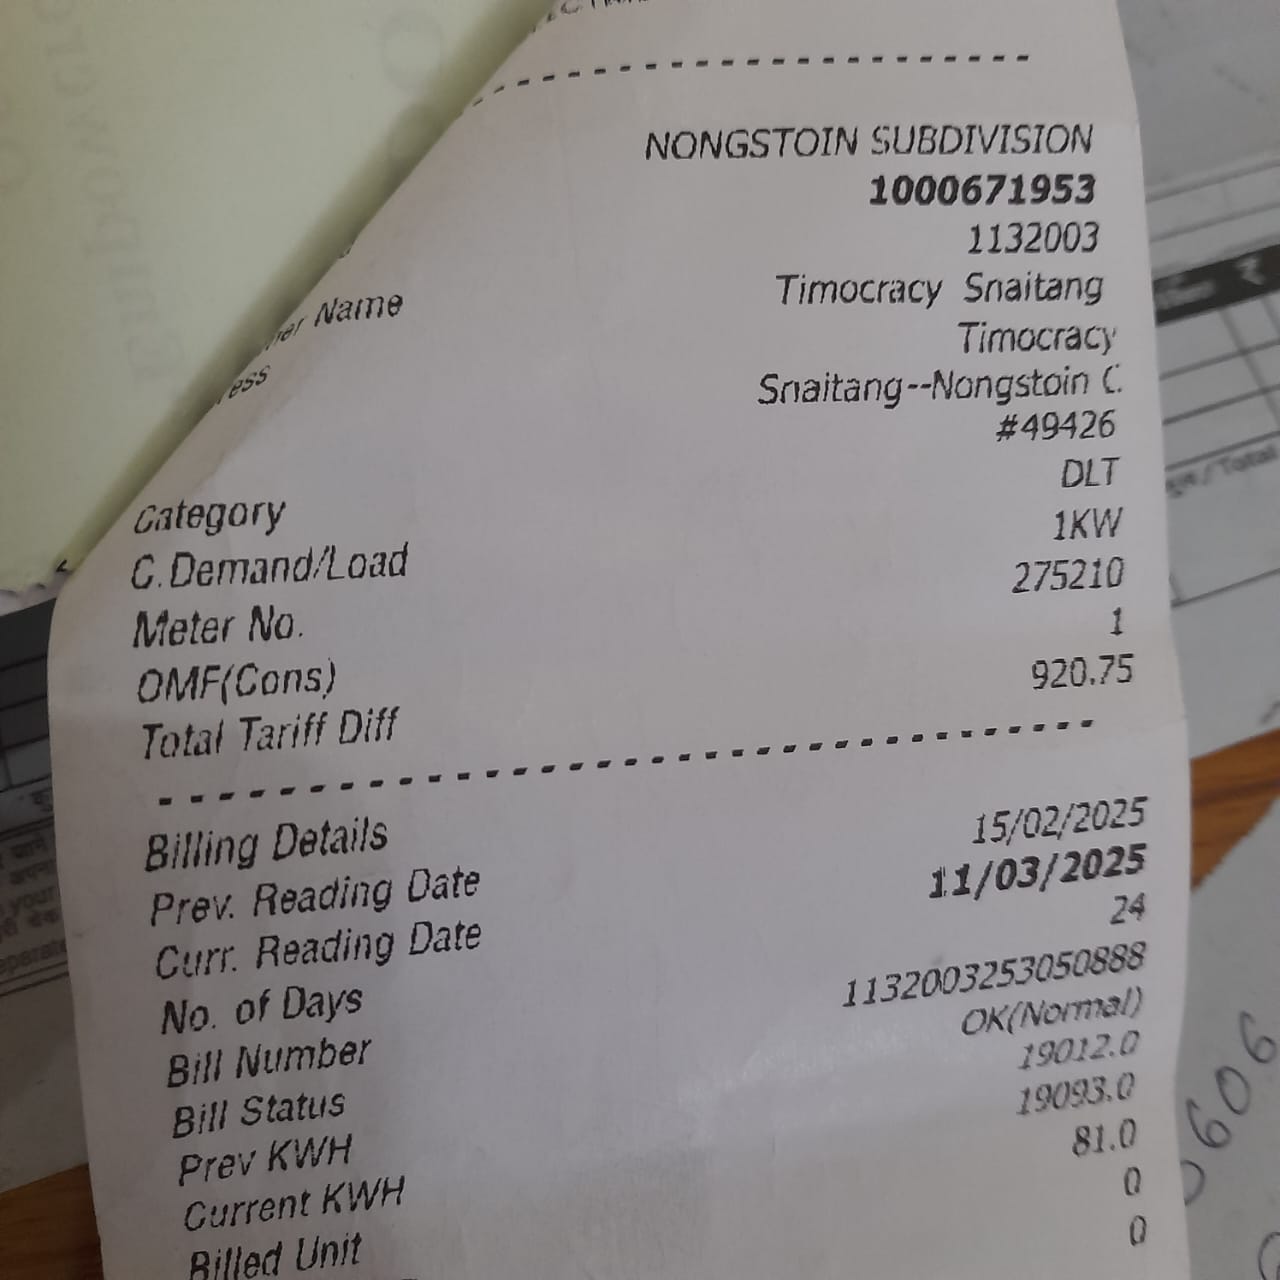 NONGSTOIN SUBDIVISION
1000671953
1132003
Name Timocracy Snaitang
Timocracy
Snaitang--Nongstoin C
#49426
Category DLT
C.Demand/Load 1KW
Meter No. 275210
OMF(Cons) 1
Total Tariff Diff 920.75
Billing Details
Prev. Reading Date 15/02/2025
Curr. Reading Date 11/03/2025
No. of Days 24
Bill Number 1132003253050888
Bill Status OK(Normal)
Prev KWH 19012.0
Current KWH 19093.0
Billed Unit 81.0
0
0